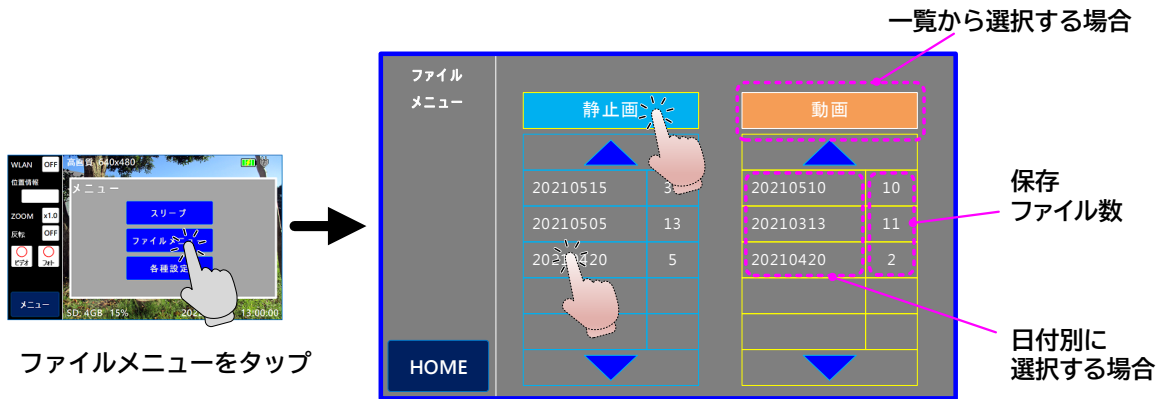 一覧から選択する場合
ファイル
メニュー
静止画
動画
20210515
20210505
13
5
20210510
10
20210313
11
20210420
2
HOME
保存
ファイル数
日付別に
選択する場合
WLAN
OFF
高画質 640x480
位置情報
ZOOM
x1.0
反転
OFF
ビデオ
フォト
メニュー
メニュー
スリープ
各種設定
SD: 4GB 15%
13:00:00
ファイルメニューをタップ